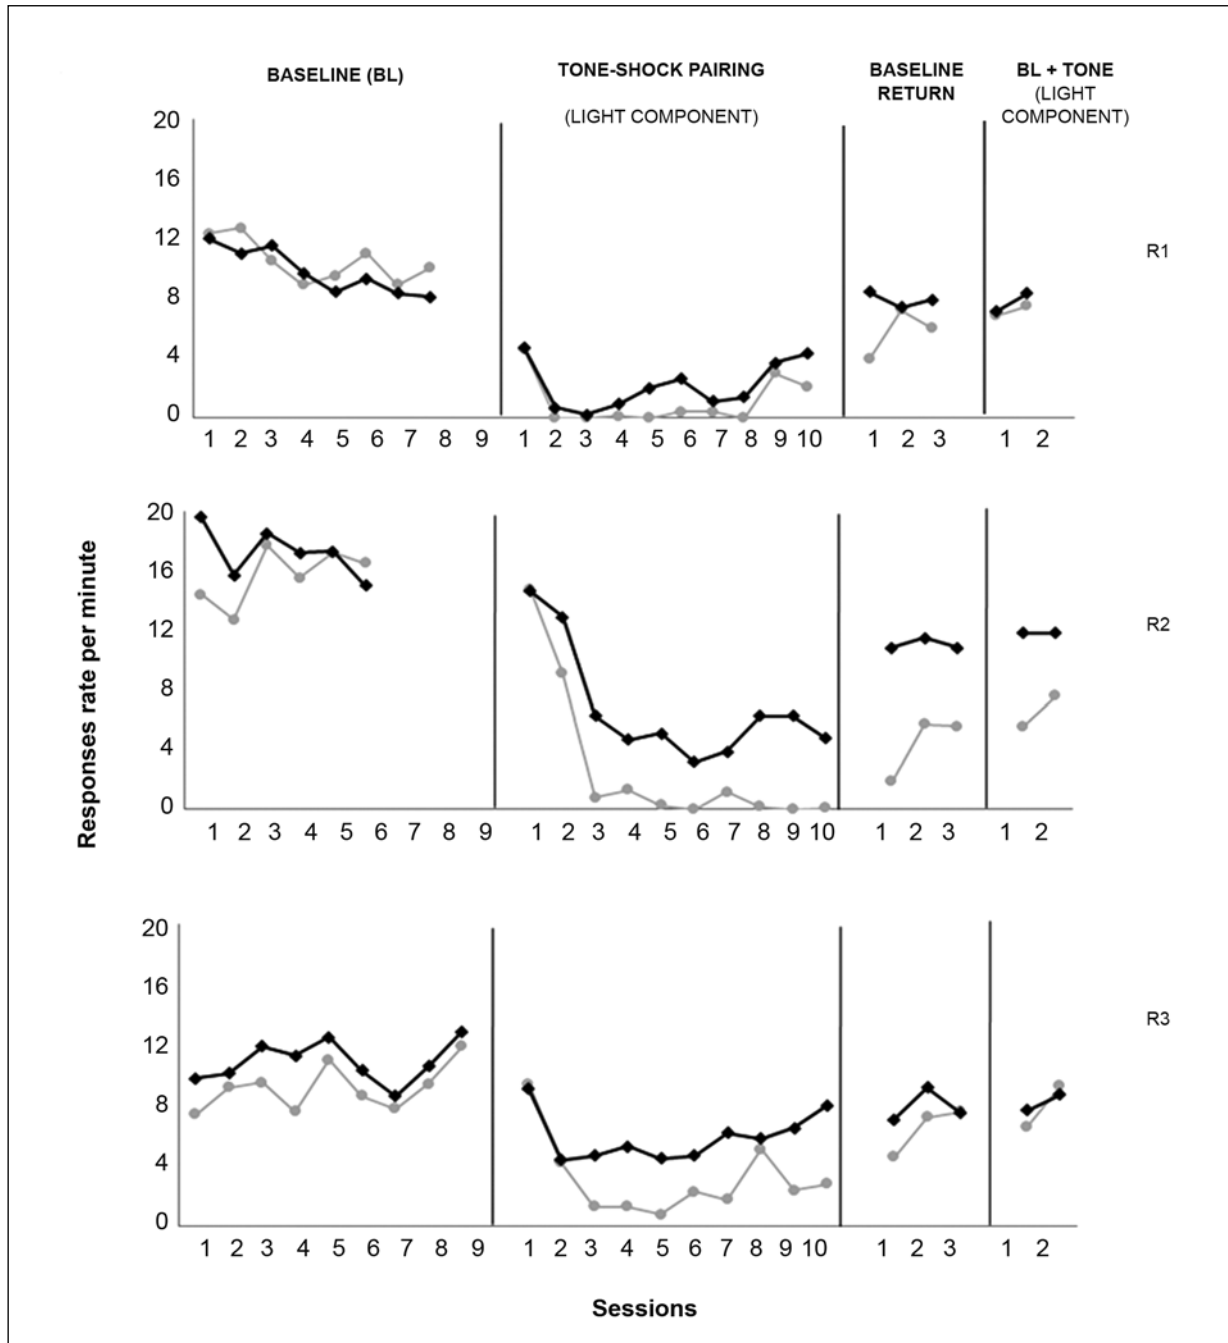 BASELINE (BL)
TONE-SHOCK PAIRING
(LIGHT COMPONENT)
BASELINE
RETURN
BL + TONE
(LIGHT
COMPONENT)
20
16
12
8
4
0
1 2 3 4 5 6 7 8 9
1 2 3 4 5 6 7 8 9 10
1 2 3
1 2
R1
Responses rate per minute
20
16
12
8
4
0
1 2 3 4 5 6 7 8 9
1 2 3 4 5 6 7 8 9 10
1 2 3
1 2
R2
20
16
12
8
4
0
1 2 3 4 5 6 7 8 9
1 2 3 4 5 6 7 8 9 10
1 2 3
1 2
R3
Sessions